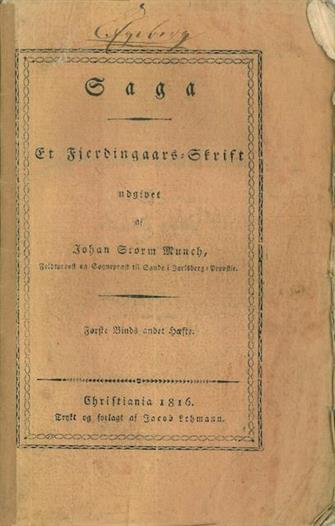 Saga
Et Fjerdingaars-Skrift
udgivet
af
Johan Storm Munch,
Feldtprovst og Sognepræst til Sande i Jarlsberg-Provstie.
Første Binds andet Hæfte.
Christiania 1816.
Trykt og forlagt af Jacob Lehmann.